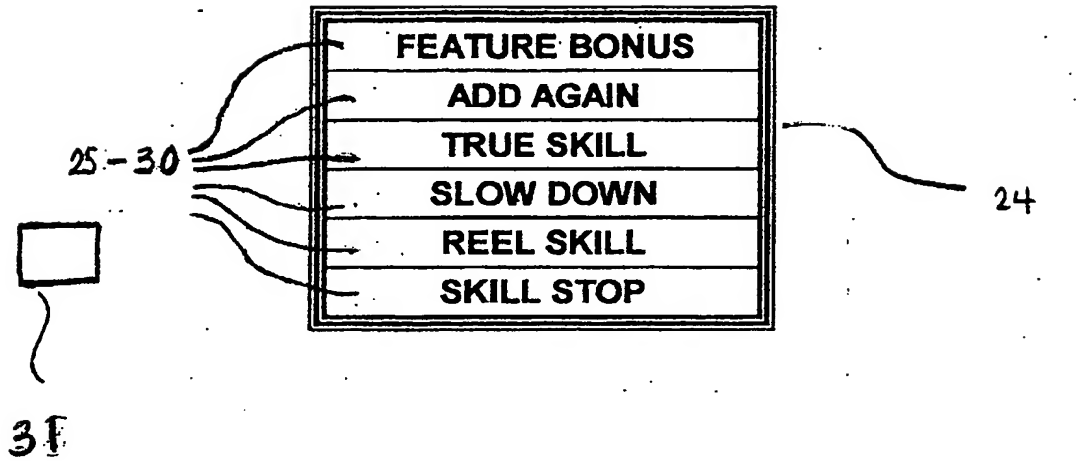 FEATURE BONUS
ADD AGAIN
TRUE SKILL
25-30
SLOW DOWN
24
REEL SKILL
SKILL STOP
31